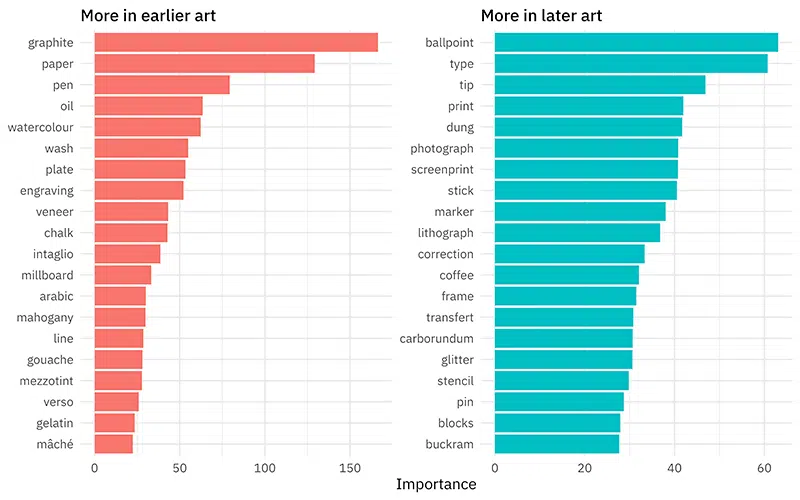 More in earlier art
graphite
paper
pen
oil
watercolour
wash
plate
engraving
veneer
chalk
intaglio
millboard
arabic
mahogany
line
gouache
mezzotint
verso
gelatin
mâché
0 50 100 150
More in later art
ballpoint
type
tip
print
dung
photograph
screenprint
stick
marker
lithograph
correction
coffee
frame
transfert
carborundum
glitter
stencil
pin
blocks
buckram
0 20 40 60
Importance